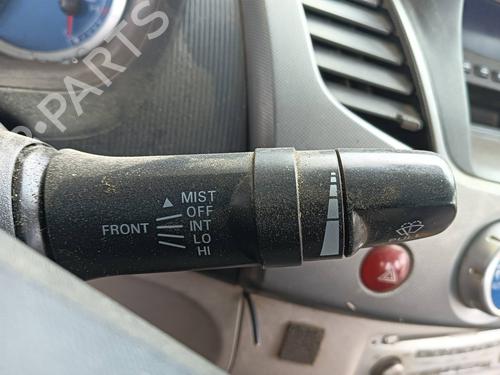 B-PARTS
MIST
OFF
FRONT INT
LO
HI